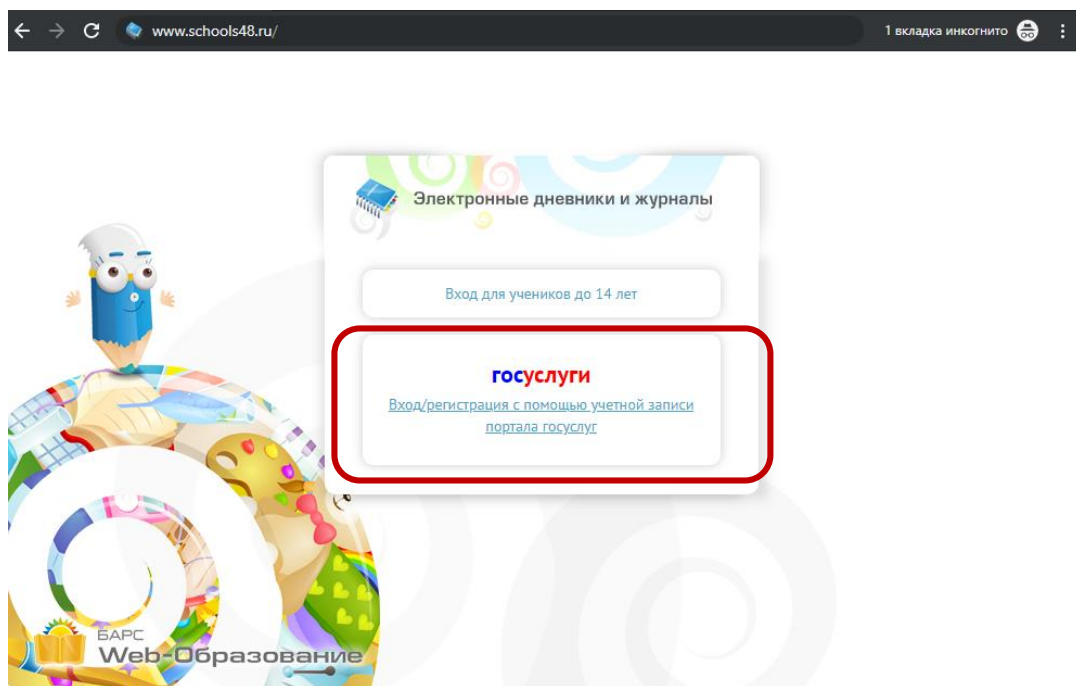 www.schools48.ru/
1 вкладка инкогнито
Электронные дневники и журналы
Вход для учеников до 14 лет
госуслуги
Вход/регистрация с помощью учетной записи
портала госуслуг
БАРС
Web-Образование